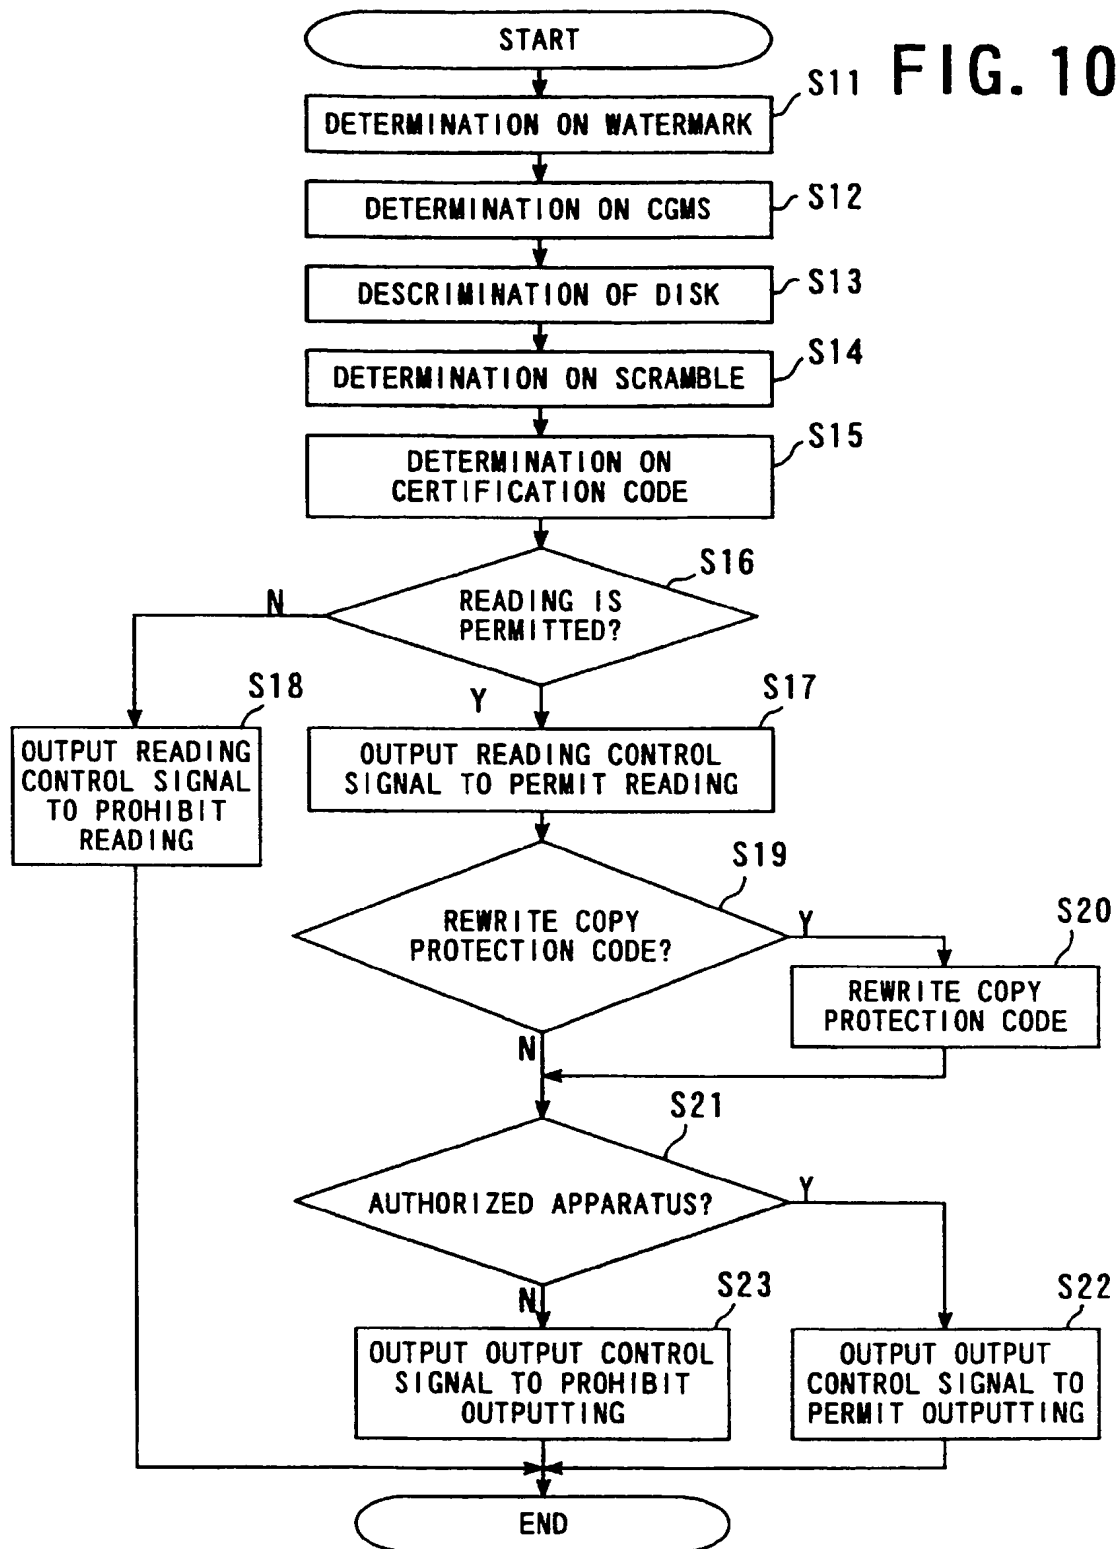 START
FIG. 10
S11
DETERMINATION ON WATERMARK
S12
DETERMINATION ON CGMS
S13
DESCRIMINATION OF DISK
S14
DETERMINATION ON SCRAMBLE
S15
DETERMINATION ON
CERTIFICATION CODE
S16
N
READING IS
PERMITTED?
Y
S18
OUTPUT READING
CONTROL SIGNAL
TO PROHIBIT
READING
S17
OUTPUT READING CONTROL
SIGNAL TO PERMIT READING
S19
REWRITE COPY
PROTECTION CODE?
Y
S20
REWRITE COPY
PROTECTION CODE
N
S21
AUTHORIZED APPARATUS?
Y
N
S23
OUTPUT OUTPUT CONTROL
SIGNAL TO PROHIBIT
OUTPUTTING
S22
OUTPUT OUTPUT
CONTROL SIGNAL TO
PERMIT OUTPUTTING
END